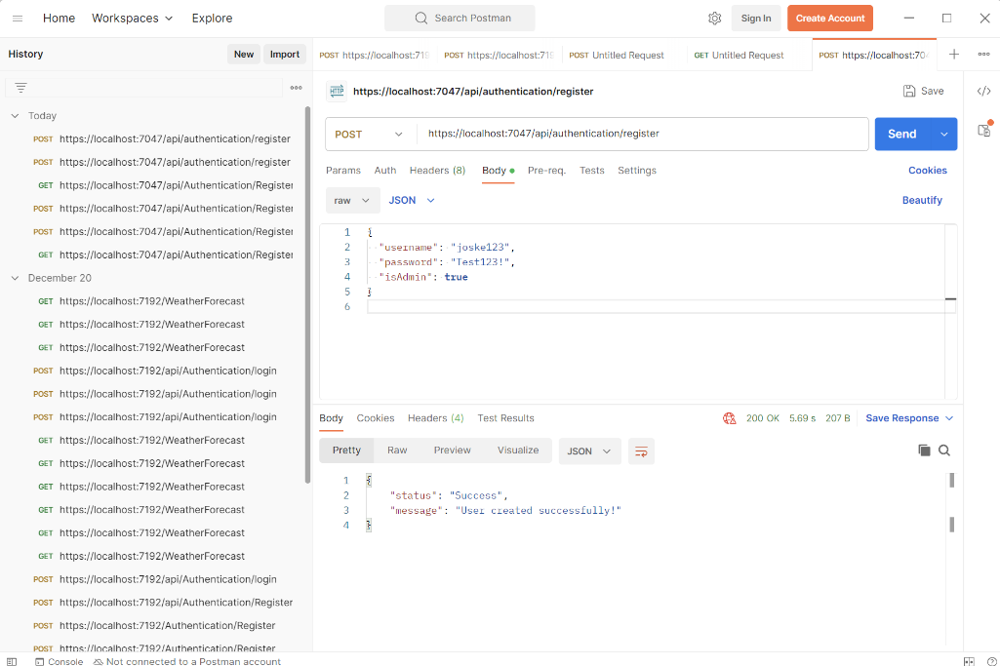 Home Workspaces Explore Search Postman Sign In Create Account
History New Import
POST https://localhost:719 POST https://localhost:718 POST Untitled Request GET Untitled Request POST https://localhost:704
Today
POST https://localhost:7047/api/authentication/register
POST https://localhost:7047/api/authentication/register
GET https://localhost:7047/api/Authentication/Register
POST https://localhost:7047/api/Authentication/Register
POST https://localhost:7047/api/Authentication/Register
GET https://localhost:7047/api/Authentication/Register
December 20
GET https://localhost:7192/WeatherForecast
GET https://localhost:7192/WeatherForecast
GET https://localhost:7192/WeatherForecast
POST https://localhost:7192/api/Authentication/login
POST https://localhost:7192/api/Authentication/login
POST https://localhost:7192/api/Authentication/login
GET https://localhost:7192/WeatherForecast
GET https://localhost:7192/WeatherForecast
GET https://localhost:7192/WeatherForecast
GET https://localhost:7192/WeatherForecast
GET https://localhost:7192/WeatherForecast
GET https://localhost:7192/WeatherForecast
POST https://localhost:7192/api/Authentication/login
POST https://localhost:7192/api/Authentication/Register
POST https://localhost:7192/Authentication/Register
POST https://localhost:7192/Authentication/Register
HTTP https://localhost:7047/api/authentication/register Save
POST https://localhost:7047/api/authentication/register Send
Params Auth Headers (8) Body Pre-req. Tests Settings Cookies
raw JSON Beautify
1 {
2 "username": "joske123",
3 "password": "Test123!",
4 "isAdmin": true
5 }
6
Body Cookies Headers (4) Test Results 200 OK 5.69 s 207 B Save Response
Pretty Raw Preview Visualize JSON
1 {
2 "status": "Success",
3 "message": "User created successfully!"
4 }
Console Not connected to a Postman account